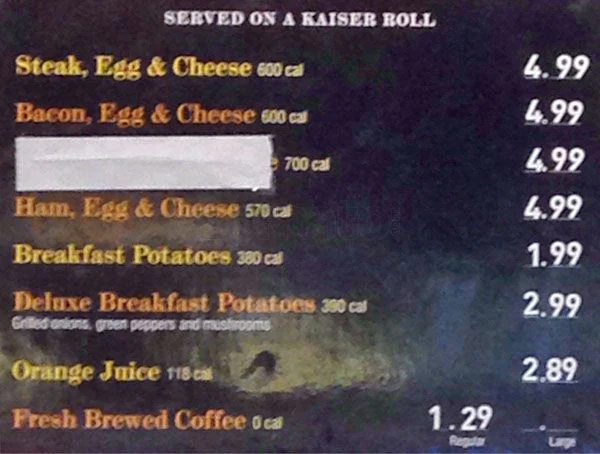 SERVED ON A KAISER ROLL
Steak, Egg & Cheese 600 cal 4.99
Bacon, Egg & Cheese 600 cal 4.99
e 700 cal 4.99
Ham, Egg & Cheese 570 cal 4.99
Breakfast Potatoes 380 cal 1.99
Deluxe Breakfast Potatoes 390 cal 2.99
Grilled onions, green peppers and mushrooms
Orange Juice 118 cal 2.89
Fresh Brewed Coffee 0 cal 1.29 .
Regular Large